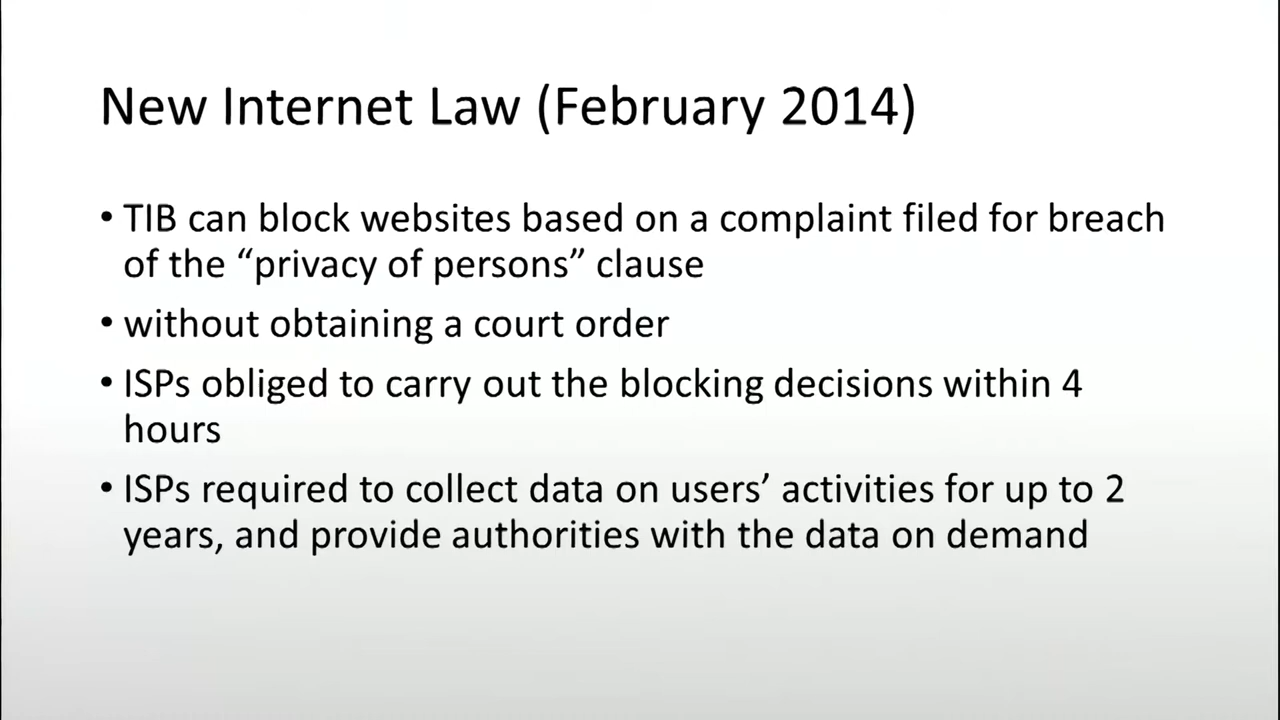 New Internet Law (February 2014)
• TIB can block websites based on a complaint filed for breach
of the “privacy of persons” clause
• without obtaining a court order
• ISPs obliged to carry out the blocking decisions within 4
hours
• ISPs required to collect data on users’ activities for up to 2
years, and provide authorities with the data on demand